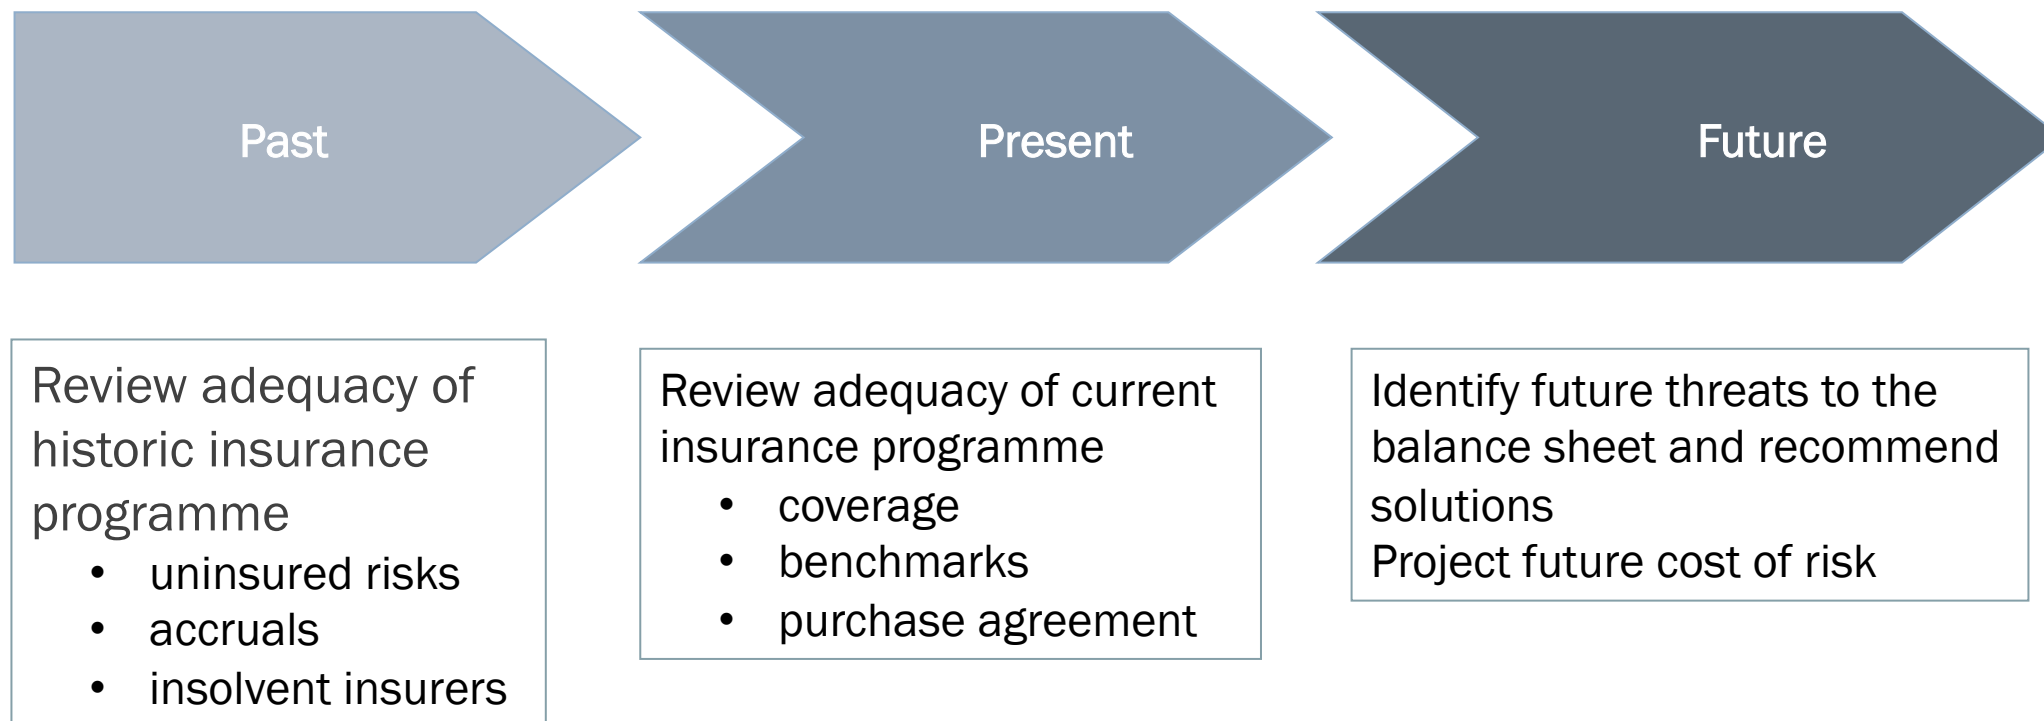 Past
Present
Future
Review adequacy of
historic insurance
programme
• uninsured risks
• accruals
• insolvent insurers
Review adequacy of current
insurance programme
• coverage
• benchmarks
• purchase agreement
Identify future threats to the
balance sheet and recommend
solutions
Project future cost of risk